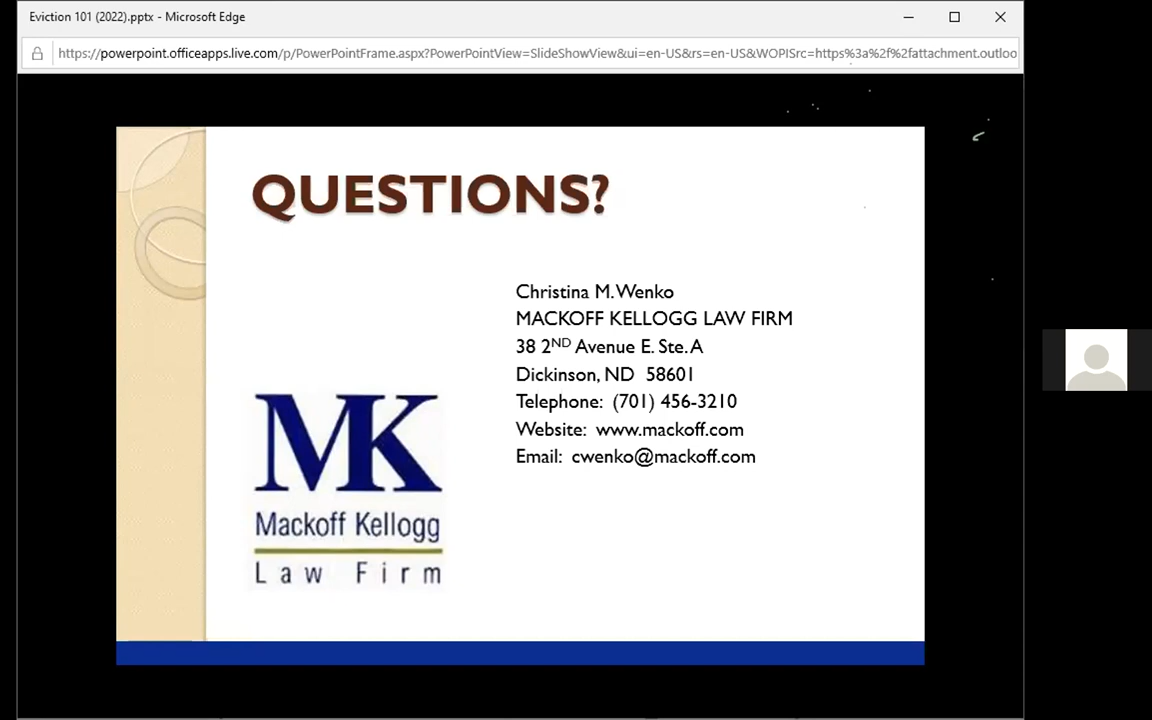 Eviction 101 (2022).pptx - Microsoft Edge
https://powerpoint.officeapps.live.com/p/PowerPointFrame.aspx?PowerPointView=SlideShowView&ui=en-US&rs=en-US&WOPISrc=https%3a%2f%2fattachment.outloo
QUESTIONS?
Christina M. Wenko
MACKOFF KELLOGG LAW FIRM
38 2ND Avenue E. Ste. A
Dickinson, ND 58601
Telephone: (701) 456-3210
Website: www.mackoff.com
Email: cwenko@mackoff.com
MK
Mackoff Kellogg
Law Firm